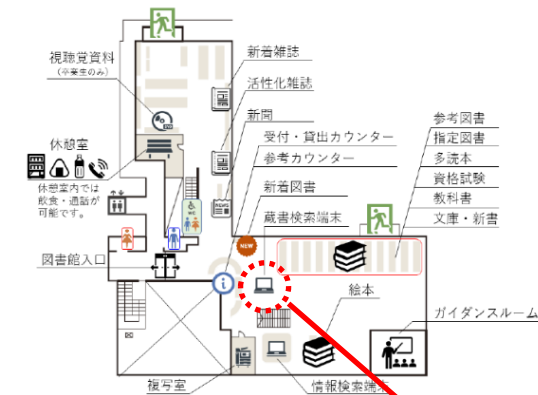 視聴覚資料
(卒業生のみ)
休憩室
休憩室内では
飲食・通話が
可能です。
図書館入口
複写室
新着雑誌
活性化雑誌
新聞
受付・貸出カウンター
参考カウンター
新着図書
蔵書検索端末
参考図書
指定図書
多読本
資格試験
教科書
文庫・新書
NEWS
NEW
WC
絵本
ガイダンスルーム
情報検索端末